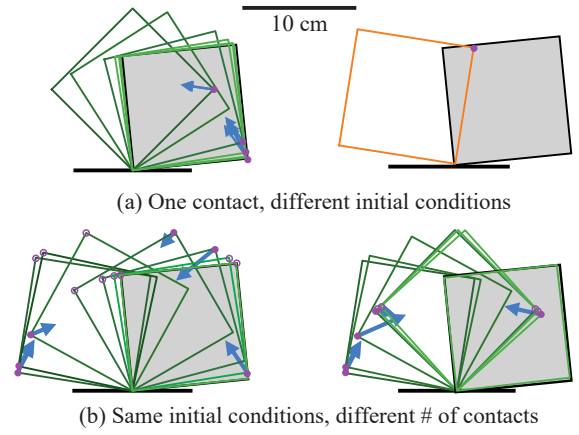 10 cm
(a) One contact, different initial conditions
(b) Same initial conditions, different # of contacts